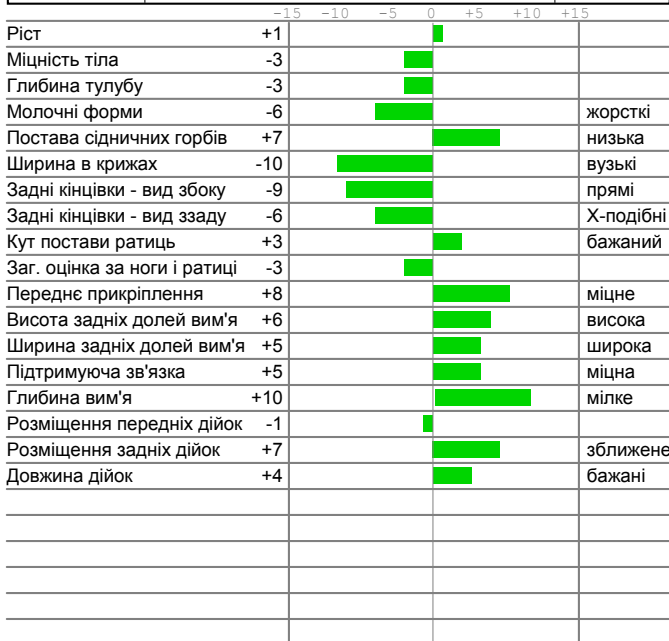 -15 -10 -5 0 +5 +10 +15
Ріст +1
Міцність тіла -3
Глибина тулубу -3
Молочні форми -6 жорсткі
Постава сідничних горбів +7 низька
Ширина в крижах -10 вузькі
Задні кінцівки - вид збоку -9 прямі
Задні кінцівки - вид ззаду -6 Х-подібні
Кут постави ратиць +3 бажаний
Заг. оцінка за ноги і ратиці -3
Переднє прикріплення +8 міцне
Висота задніх долей вим'я +6 висока
Ширина задніх долей вим'я +5 широка
Підтримуюча зв'язка +5 міцна
Глибина вим'я +10 мілке
Розміщення передніх дійок -1
Розміщення задніх дійок +7 зближене
Довжина дійок +4 бажані